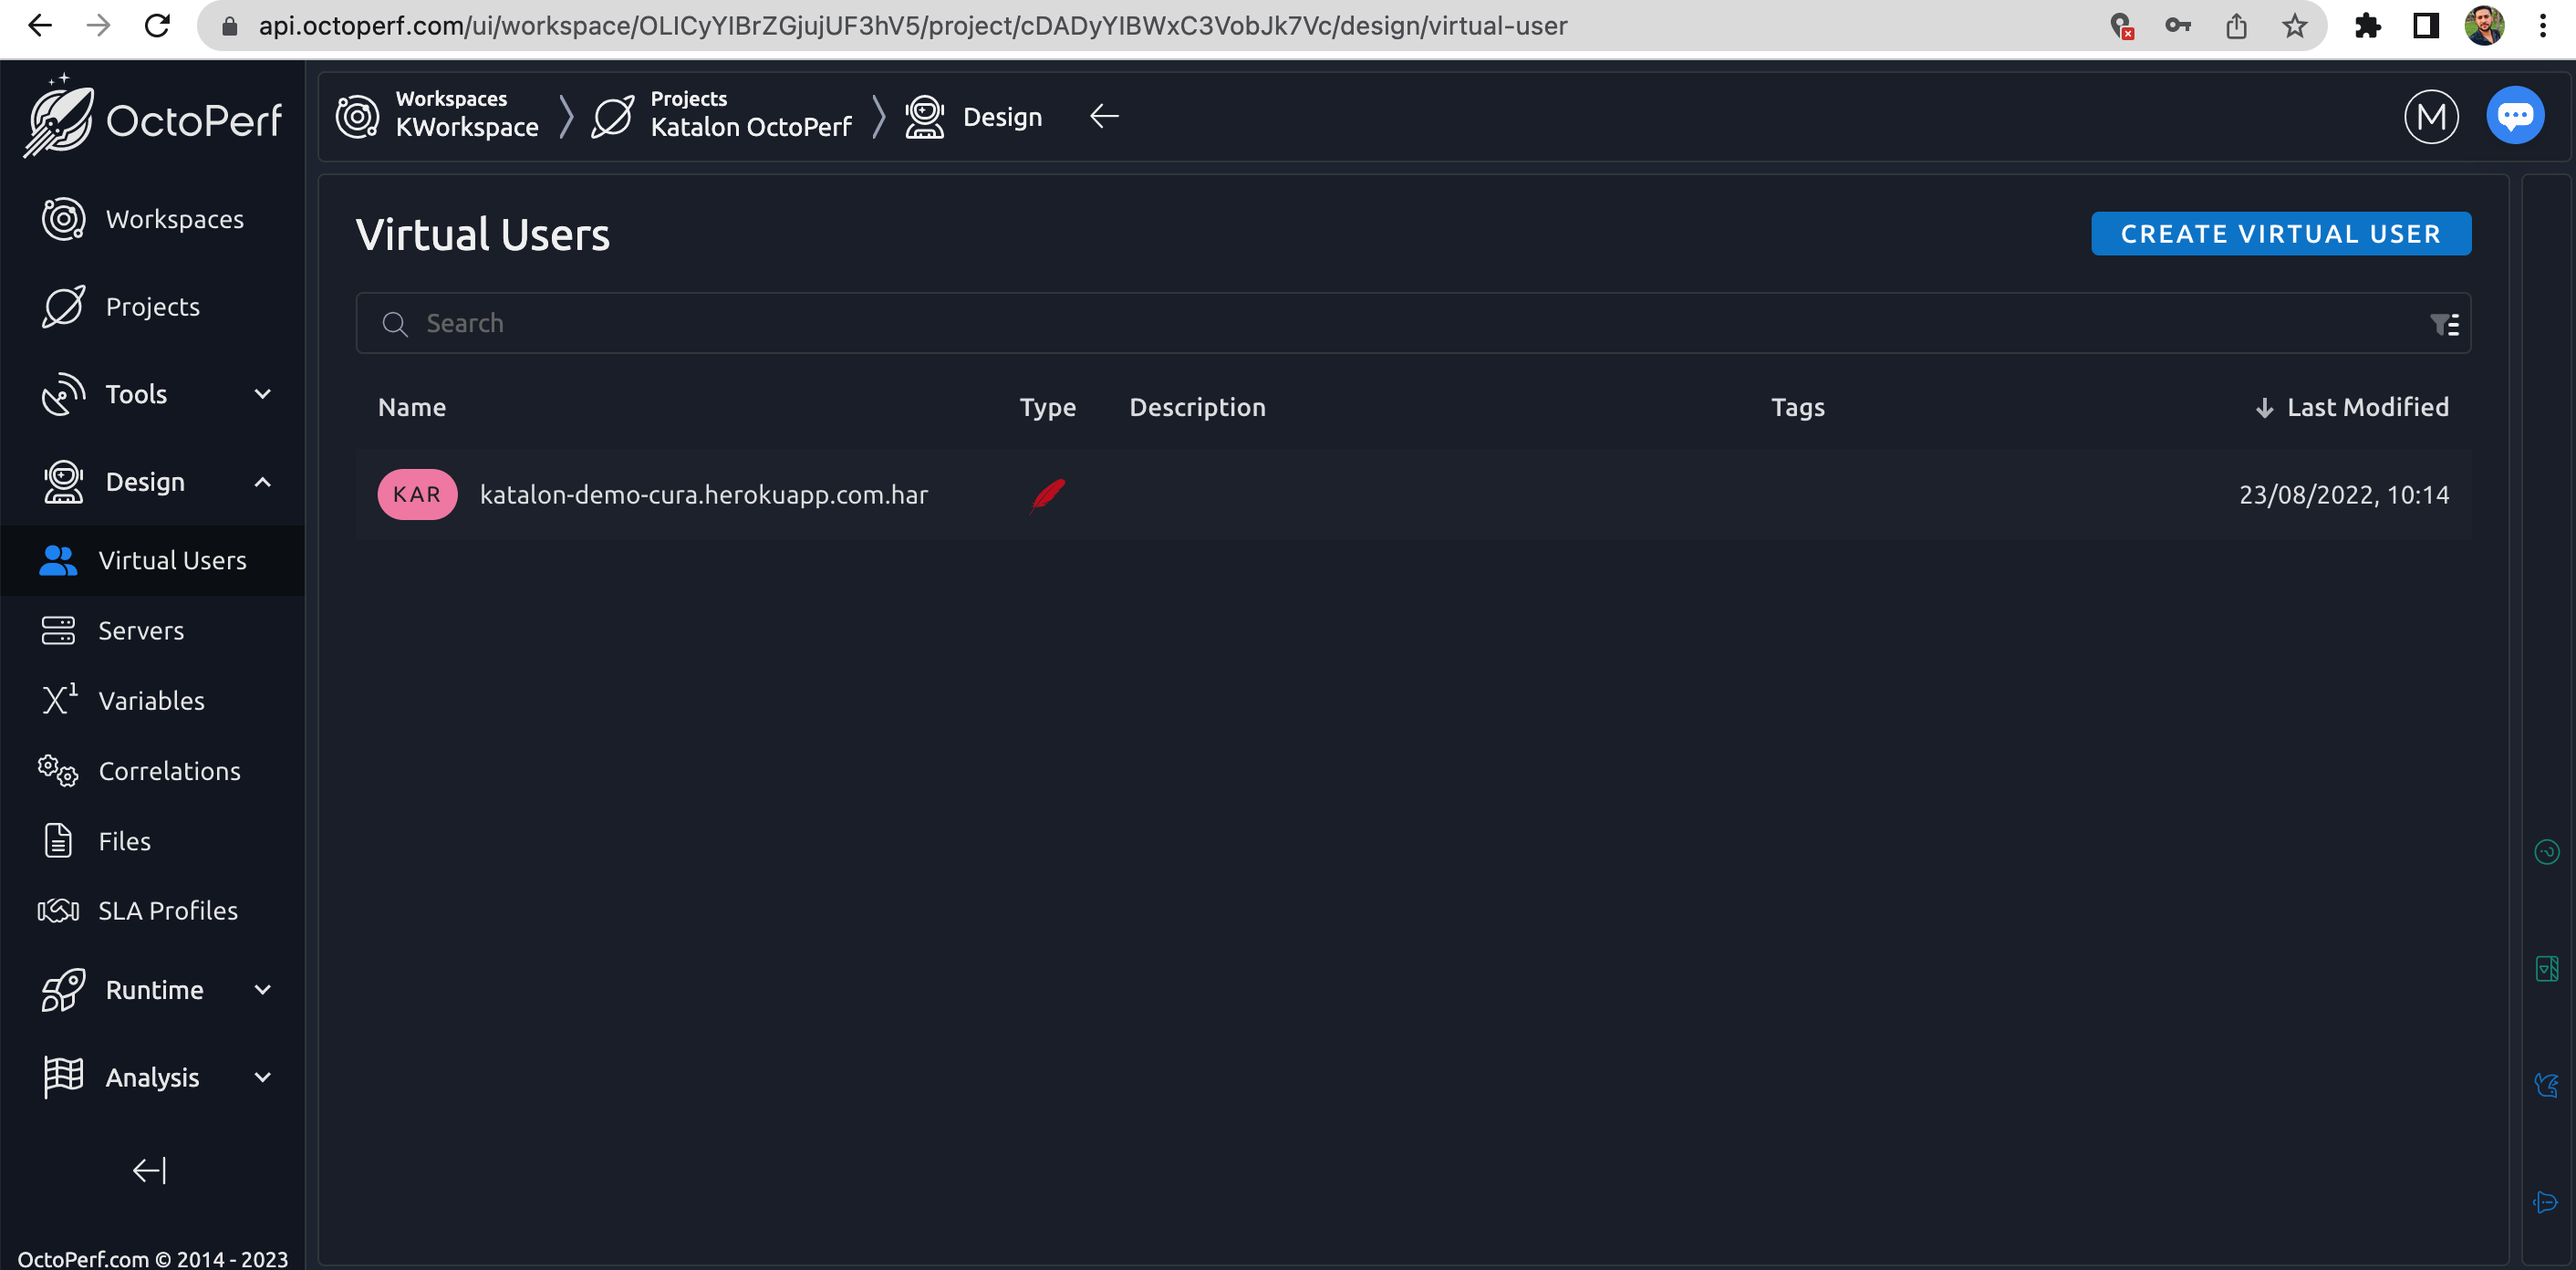 api.octoperf.com/ui/workspace/OLICyYIBrZGjujUF3hV5/project/cDADyYIBWxC3VobJk7Vc/design/virtual-user
OctoPerf
Workspaces
KWorkspace
Projects
Katalon OctoPerf
Design
M
Workspaces
Projects
Tools
Design
Virtual Users
Servers
X1 Variables
Correlations
Files
SLA Profiles
Runtime
Analysis
OctoPerf.com © 2014 - 2023
Virtual Users
CREATE VIRTUAL USER
Search
Name Type Description Tags Last Modified
KAR katalon-demo-cura.herokuapp.com.har 23/08/2022, 10:14